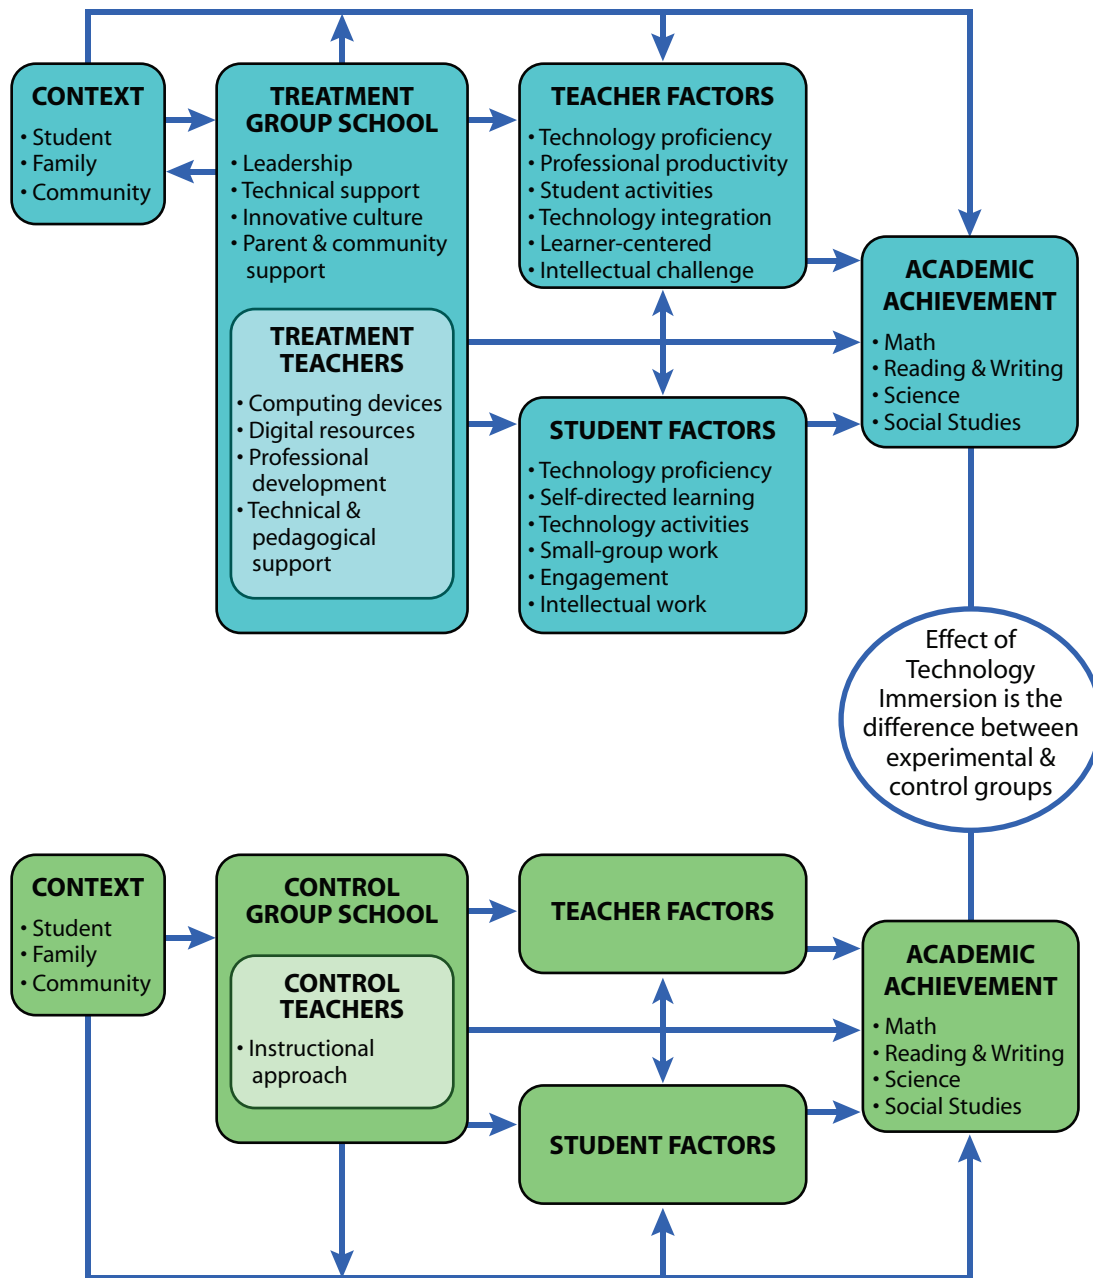 CONTEXT
• Student
• Family
• Community
TREATMENT
GROUP SCHOOL
• Leadership
• Technical support
• Innovative culture
• Parent & community
support
TREATMENT
TEACHERS
• Computing devices
• Digital resources
• Professional
development
• Technical &
pedagogical
support
TEACHER FACTORS
• Technology proficiency
• Professional productivity
• Student activities
• Technology integration
• Learner-centered
• Intellectual challenge
STUDENT FACTORS
• Technology proficiency
• Self-directed learning
• Technology activities
• Small-group work
• Engagement
• Intellectual work
ACADEMIC
ACHIEVEMENT
• Math
• Reading & Writing
• Science
• Social Studies
Effect of
Technology
Immersion is the
difference between
experimental &
control groups
CONTEXT
• Student
• Family
• Community
CONTROL
GROUP SCHOOL
CONTROL
TEACHERS
• Instructional
approach
TEACHER FACTORS
STUDENT FACTORS
ACADEMIC
ACHIEVEMENT
• Math
• Reading & Writing
• Science
• Social Studies